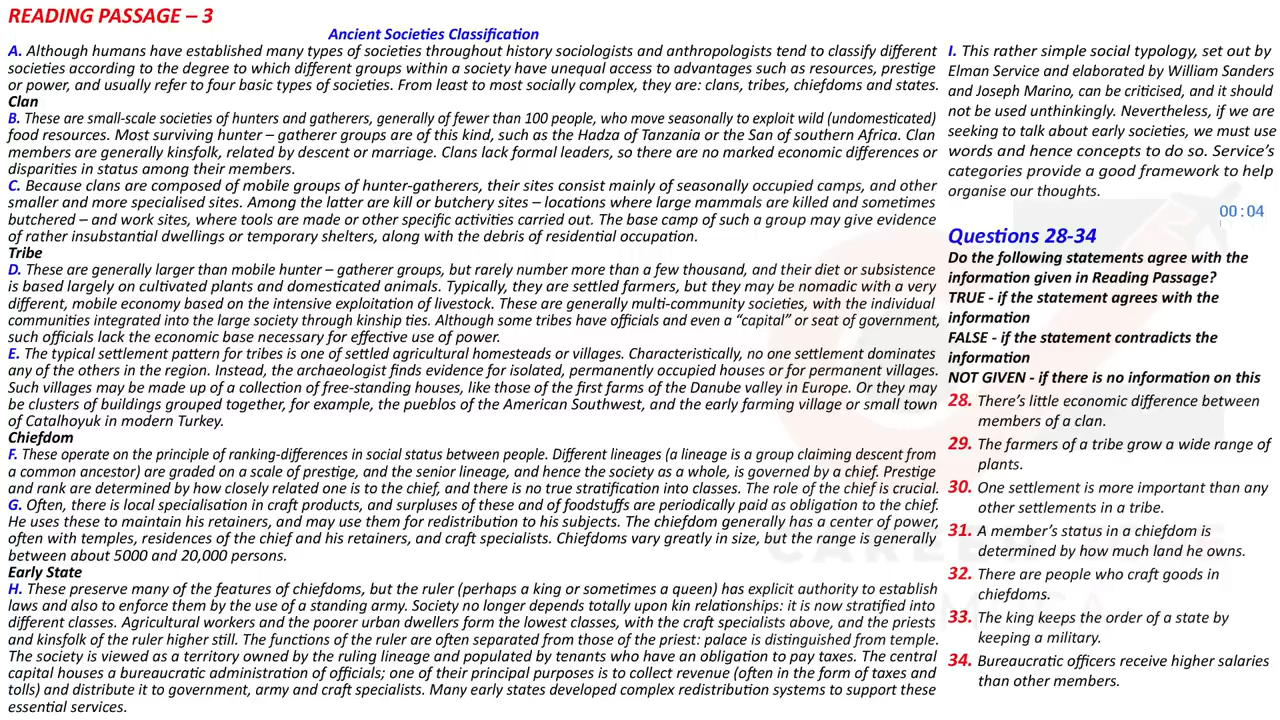 READING PASSAGE – 3
Ancient Societies Classification
A. Although humans have established many types of societies throughout history sociologists and anthropologists tend to classify different
societies according to the degree to which different groups within a society have unequal access to advantages such as resources, prestige
or power, and usually refer to four basic types of societies. From least to most socially complex, they are: clans, tribes, chiefdoms and states.
Clan
B. These are small-scale societies of hunters and gatherers, generally of fewer than 100 people, who move seasonally to exploit wild (undomesticated)
food resources. Most surviving hunter – gatherer groups are of this kind, such as the Hadza of Tanzania or the San of southern Africa. Clan
members are generally kinsfolk, related by descent or marriage. Clans lack formal leaders, so there are no marked economic differences or
disparities in status among their members.
C. Because clans are composed of mobile groups of hunter-gatherers, their sites consist mainly of seasonally occupied camps, and other
smaller and more specialised sites. Among the latter are kill or butchery sites – locations where large mammals are killed and sometimes
butchered – and work sites, where tools are made or other specific activities carried out. The base camp of such a group may give evidence
of rather insubstantial dwellings or temporary shelters, along with the debris of residential occupation.
Tribe
D. These are generally larger than mobile hunter – gatherer groups, but rarely number more than a few thousand, and their diet or subsistence
is based largely on cultivated plants and domesticated animals. Typically, they are settled farmers, but they may be nomadic with a very
different, mobile economy based on the intensive exploitation of livestock. These are generally multi-community societies, with the individual
communities integrated into the large society through kinship ties. Although some tribes have officials and even a “capital” or seat of government,
such officials lack the economic base necessary for effective use of power.
E. The typical settlement pattern for tribes is one of settled agricultural homesteads or villages. Characteristically, no one settlement dominates
any of the others in the region. Instead, the archaeologist finds evidence for isolated, permanently occupied houses or for permanent villages.
Such villages may be made up of a collection of free-standing houses, like those of the first farms of the Danube valley in Europe. Or they may
be clusters of buildings grouped together, for example, the pueblos of the American Southwest, and the early farming village or small town
of Catalhoyuk in modern Turkey.
Chiefdom
F. These operate on the principle of ranking-differences in social status between people. Different lineages (a lineage is a group claiming descent from
a common ancestor) are graded on a scale of prestige, and the senior lineage, and hence the society as a whole, is governed by a chief. Prestige
and rank are determined by how closely related one is to the chief, and there is no true stratification into classes. The role of the chief is crucial.
G. Often, there is local specialisation in craft products, and surpluses of these and of foodstuffs are periodically paid as obligation to the chief.
He uses these to maintain his retainers, and may use them for redistribution to his subjects. The chiefdom generally has a center of power,
often with temples, residences of the chief and his retainers, and craft specialists. Chiefdoms vary greatly in size, but the range is generally
between about 5000 and 20,000 persons.
Early State
H. These preserve many of the features of chiefdoms, but the ruler (perhaps a king or sometimes a queen) has explicit authority to establish
laws and also to enforce them by the use of a standing army. Society no longer depends totally upon kin relationships: it is now stratified into
different classes. Agricultural workers and the poorer urban dwellers form the lowest classes, with the craft specialists above, and the priests
and kinsfolk of the ruler higher still. The functions of the ruler are often separated from those of the priest: palace is distinguished from temple.
The society is viewed as a territory owned by the ruling lineage and populated by tenants who have an obligation to pay taxes. The central
capital houses a bureaucratic administration of officials; one of their principal purposes is to collect revenue (often in the form of taxes and
tolls) and distribute it to government, army and craft specialists. Many early states developed complex redistribution systems to support these
essential services.
I. This rather simple social typology, set out by
Elman Service and elaborated by William Sanders
and Joseph Marino, can be criticised, and it should
not be used unthinkingly. Nevertheless, if we are
seeking to talk about early societies, we must use
words and hence concepts to do so. Service’s
categories provide a good framework to help
organise our thoughts.
00:04
Questions 28-34
Do the following statements agree with the
information given in Reading Passage?
TRUE - if the statement agrees with the
information
FALSE - if the statement contradicts the
information
NOT GIVEN - if there is no information on this
28. There’s little economic difference between
members of a clan.
29. The farmers of a tribe grow a wide range of
plants.
30. One settlement is more important than any
other settlements in a tribe.
31. A member’s status in a chiefdom is
determined by how much land he owns.
32. There are people who craft goods in
chiefdoms.
33. The king keeps the order of a state by
keeping a military.
34. Bureaucratic officers receive higher salaries
than other members.